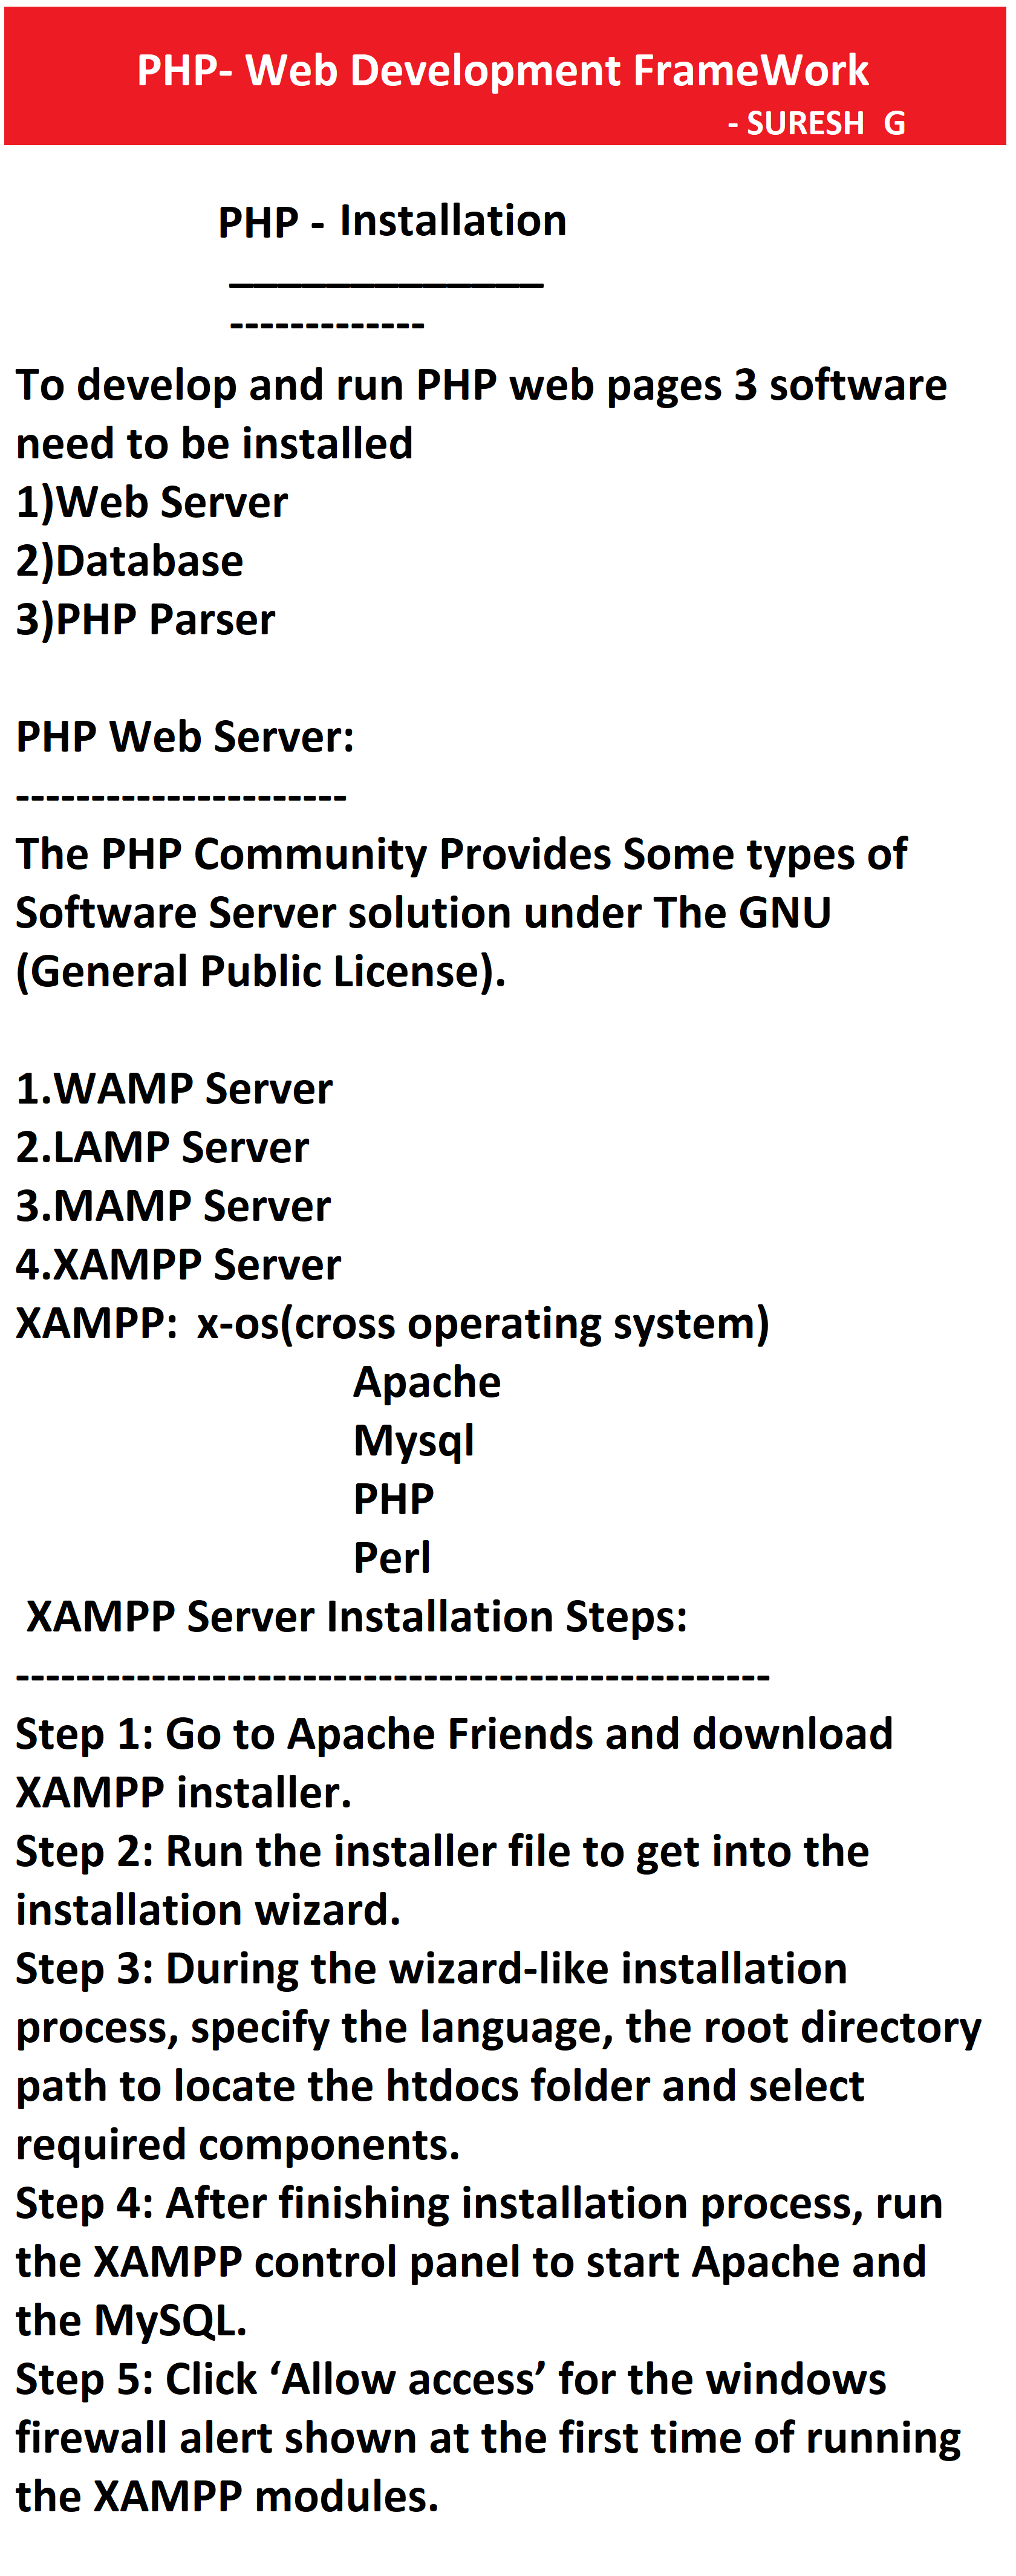 PHP- Web Development FrameWork
- SURESH G
PHP - Installation
_____________
-------------
To develop and run PHP web pages 3 software
need to be installed
1)Web Server
2)Database
3)PHP Parser
PHP Web Server:
----------------------
The PHP Community Provides Some types of
Software Server solution under The GNU
(General Public License).
1.WAMP Server
2.LAMP Server
3.MAMP Server
4.XAMPP Server
XAMPP: x-os(cross operating system)
Apache
Mysql
PHP
Perl
XAMPP Server Installation Steps:
--------------------------------------------------
Step 1: Go to Apache Friends and download
XAMPP installer.
Step 2: Run the installer file to get into the
installation wizard.
Step 3: During the wizard-like installation
process, specify the language, the root directory
path to locate the htdocs folder and select
required components.
Step 4: After finishing installation process, run
the XAMPP control panel to start Apache and
the MySQL.
Step 5: Click ‘Allow access’ for the windows
firewall alert shown at the first time of running
the XAMPP modules.